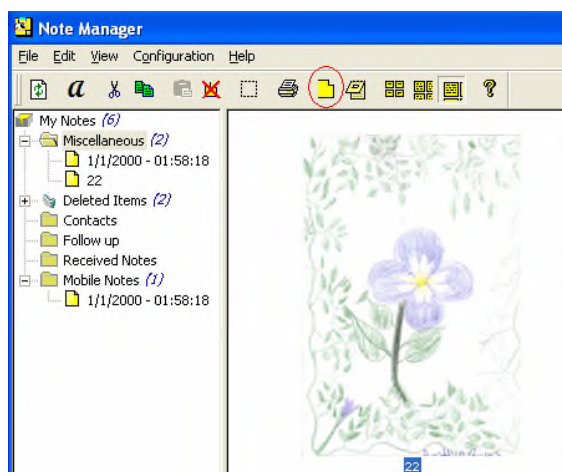 Note Manager
File Edit View Configuration Help
My Notes (6)
Miscellaneous (2)
1/1/2000 - 01:58:18
22
Deleted Items (2)
Contacts
Follow up
Received Notes
Mobile Notes (1)
1/1/2000 - 01:58:18
22